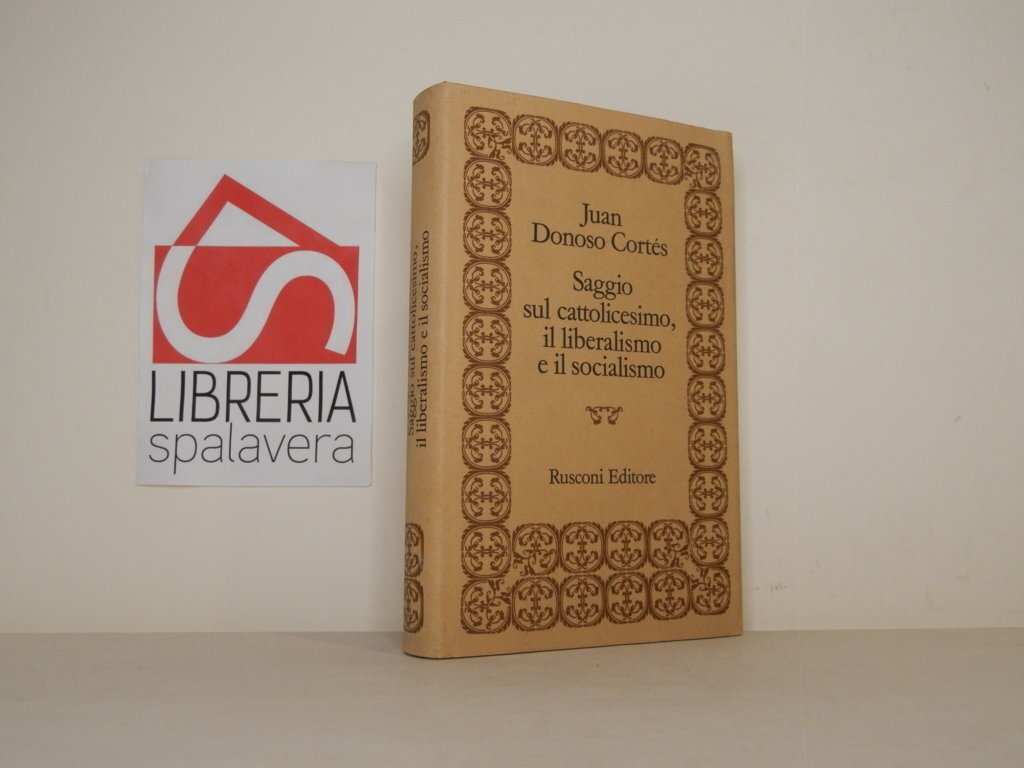 LIBRERIA
spalavera
Saggio sul cattolicesimo,
il liberalismo e il socialismo
Juan
Donoso Cortés
Saggio
sul cattolicesimo,
il liberalismo
e il socialismo
Rusconi Editore